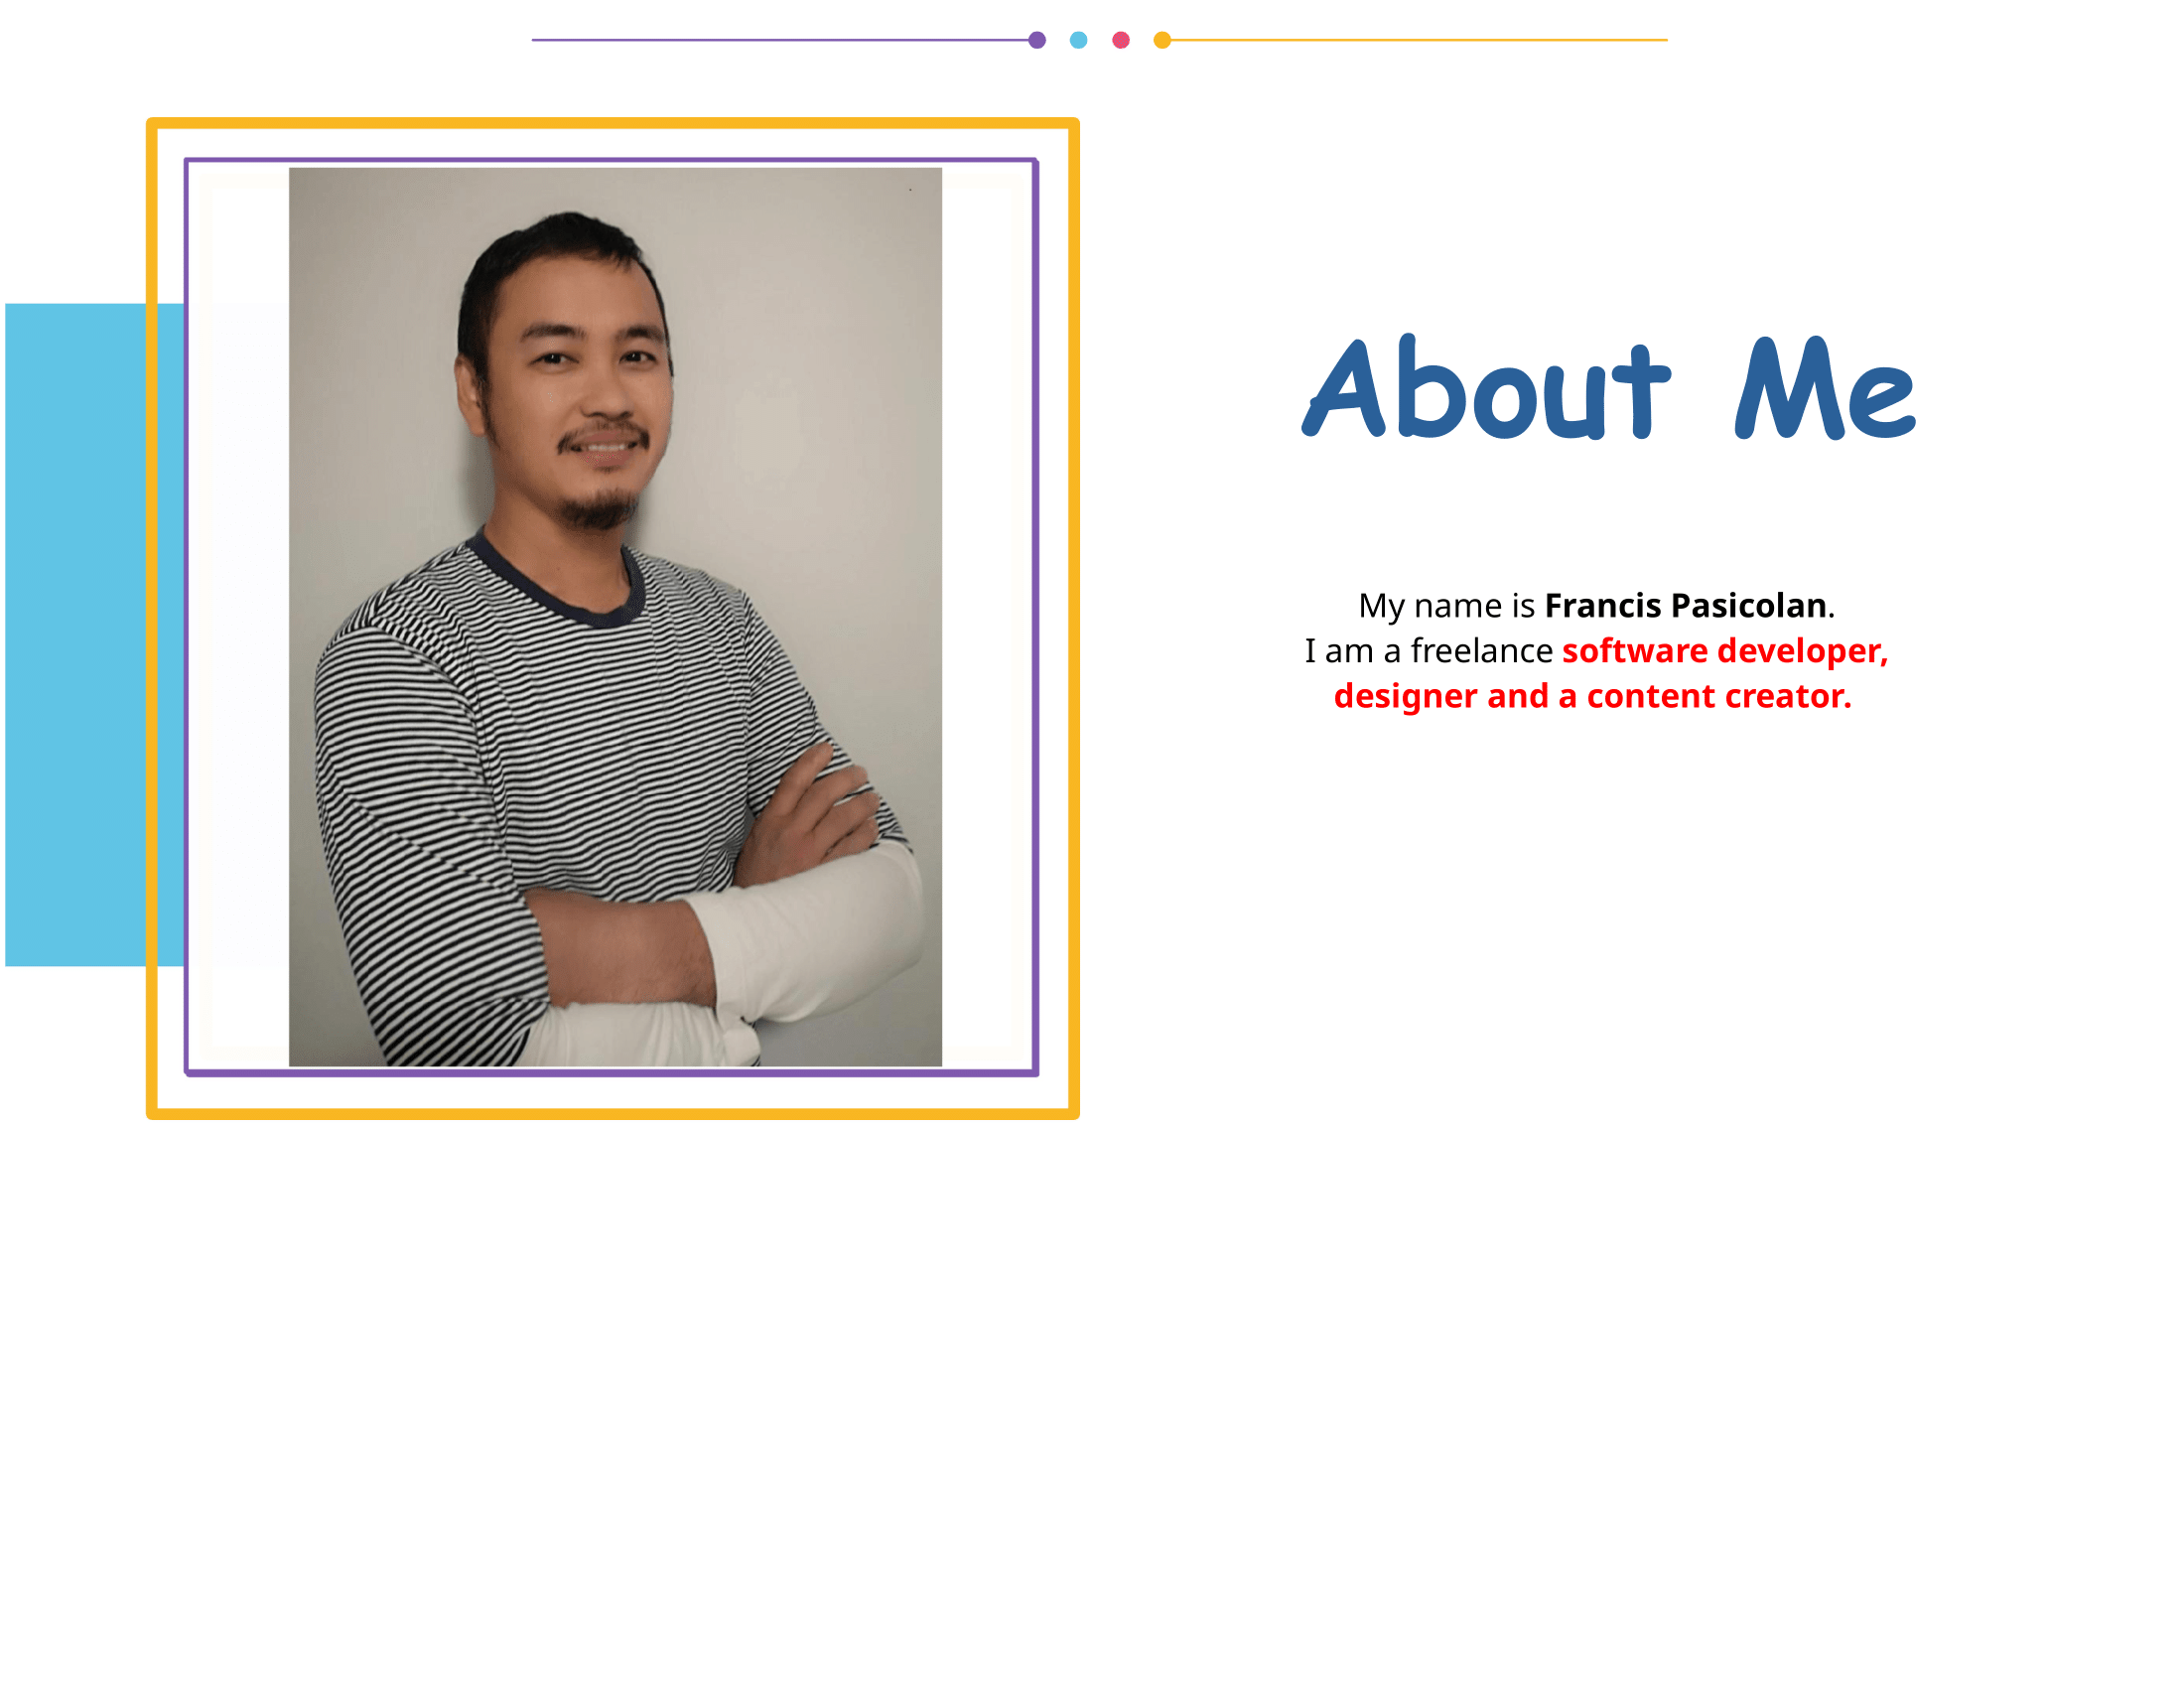 About Me
My name is Francis Pasicolan.
I am a freelance software developer,
designer and a content creator.